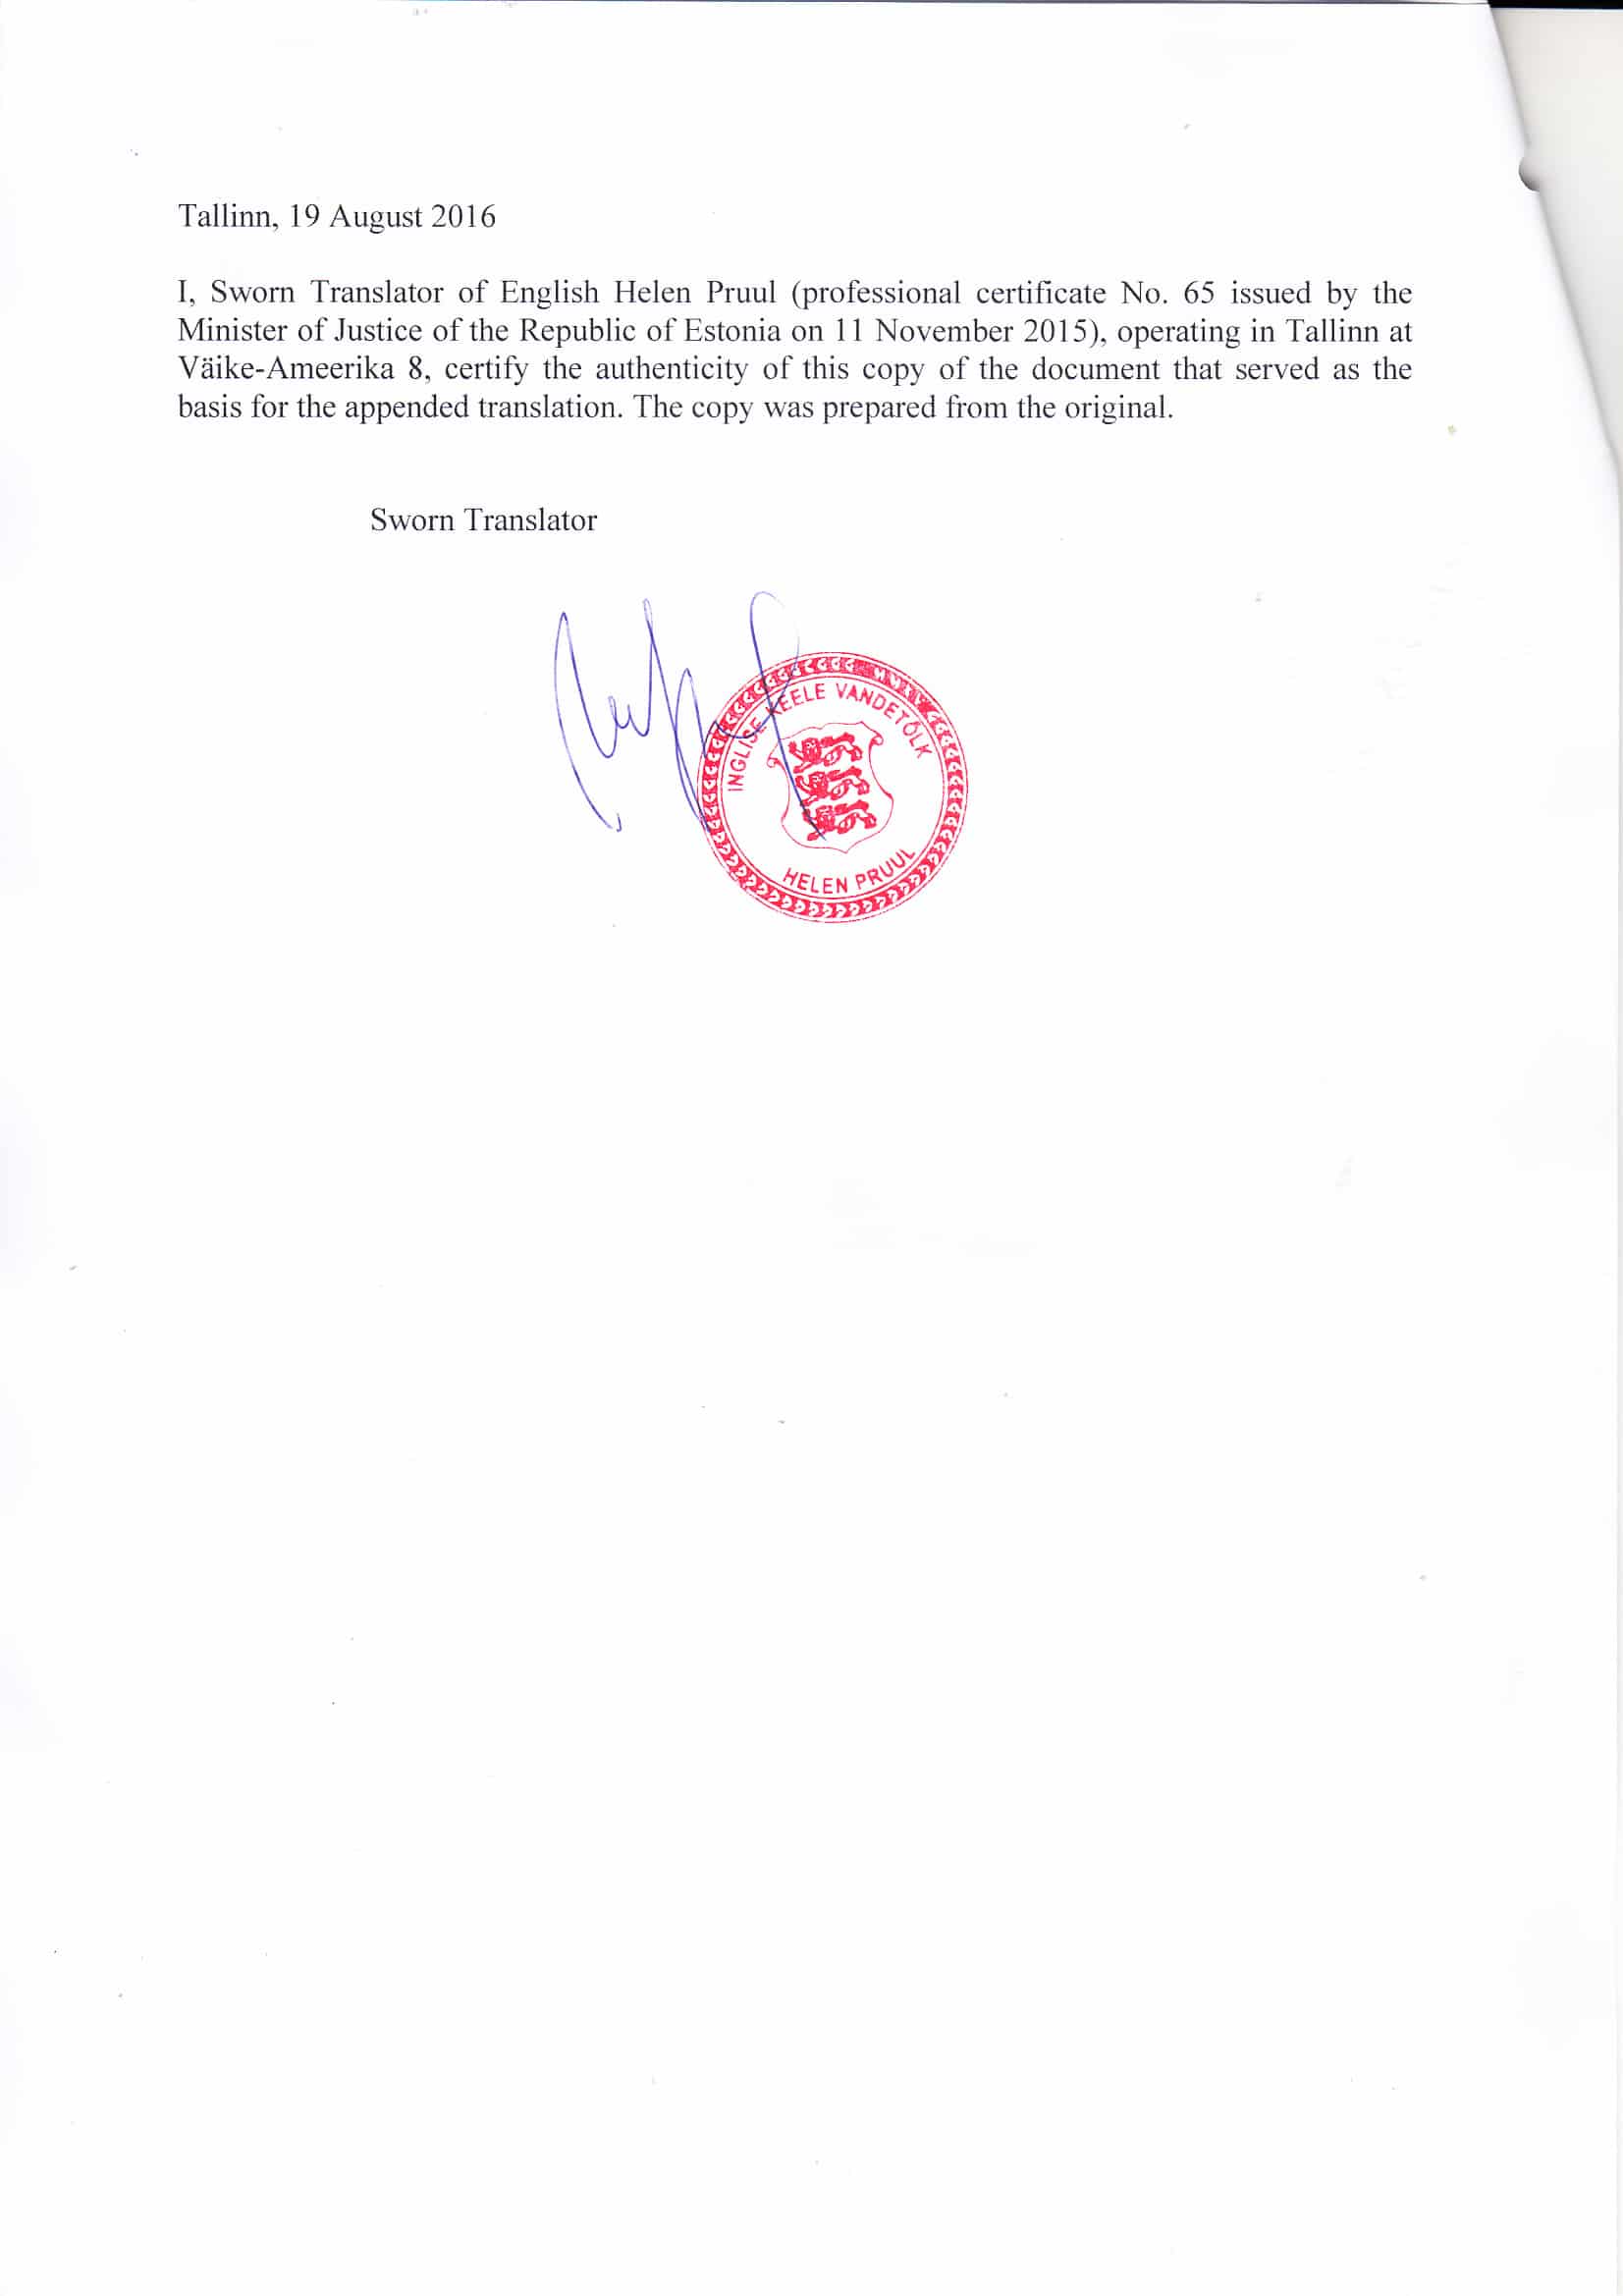 Tallinn, 19 August 2016
I, Sworn Translator of English Helen Pruul (professional certificate No. 65 issued by the
Minister of Justice of the Republic of Estonia on 11 November 2015), operating in Tallinn at
Väike-Ameerika 8, certify the authenticity of this copy of the document that served as the
basis for the appended translation. The copy was prepared from the original.
Sworn Translator
INGLISE KEELE VANDETÕLK
HELEN PRUUL